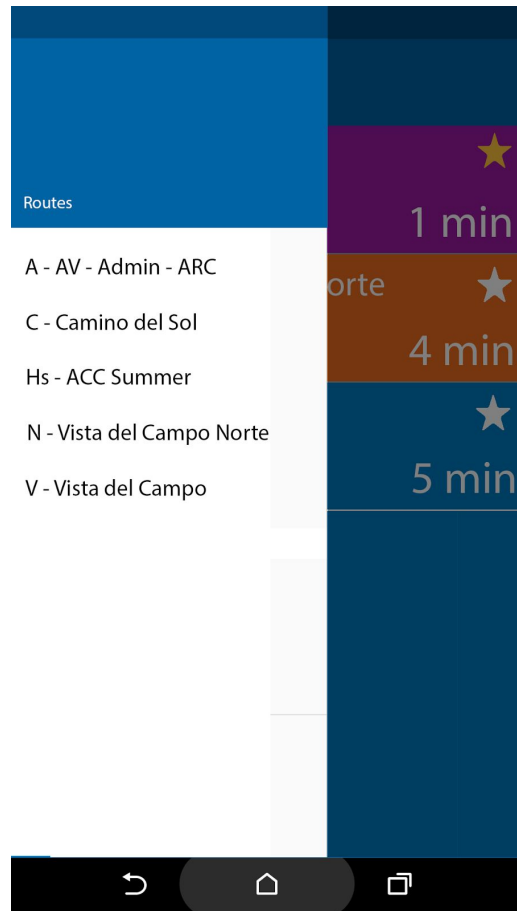 Routes
A - AV - Admin - ARC
C - Camino del Sol
Hs - ACC Summer
N - Vista del Campo Norte
V - Vista del Campo
1 min
orte
4 min
5 min